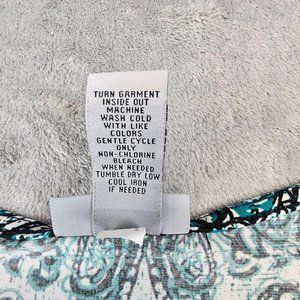 TURN GARMENT
INSIDE OUT
MACHINE
WASH COLD
WITH LIKE
COLORS
GENTLE CYCLE
ONLY
NON-CHLORINE
BLEACH
WHEN NEEDED
TUMBLE DRY LOW
COOL IRON
IF NEEDED